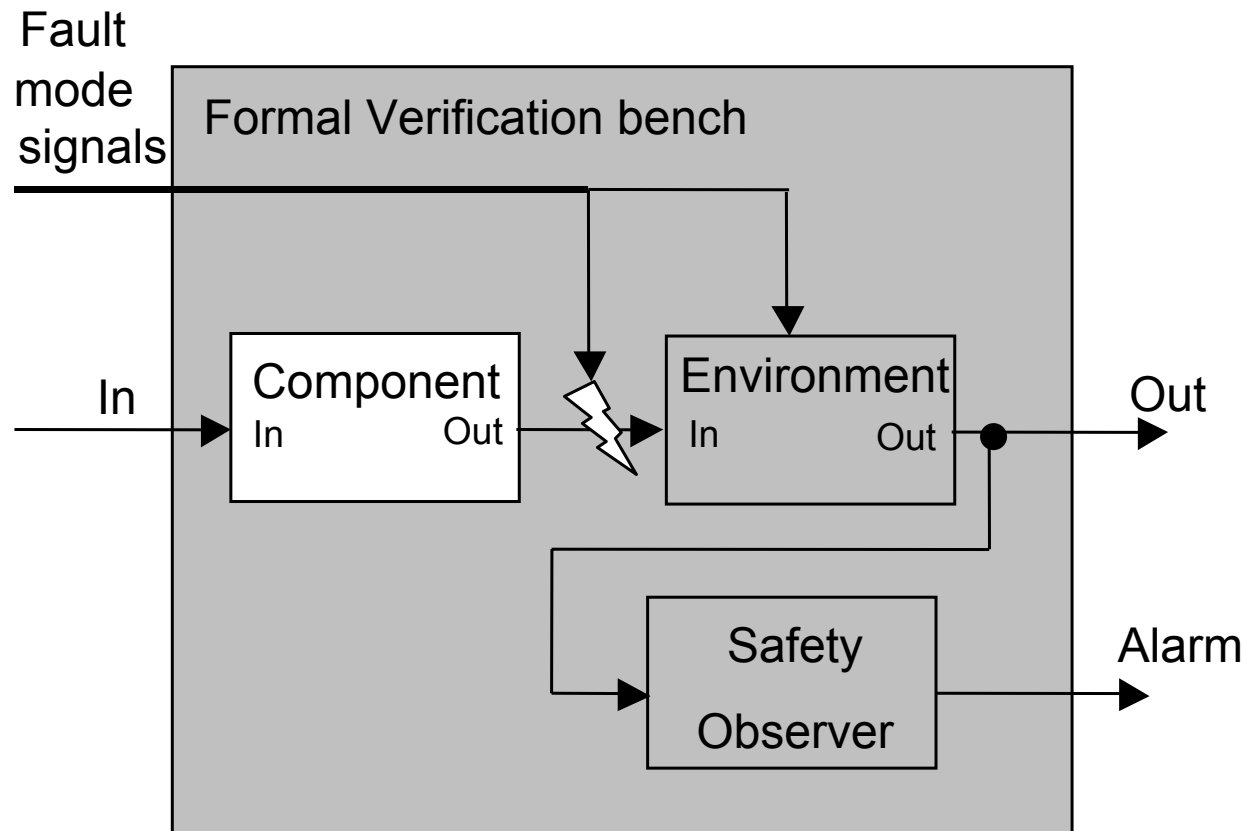 Fault
mode
signals
Formal Verification bench
In
Component
In Out
Environment
In Out
Out
Safety
Observer
Alarm